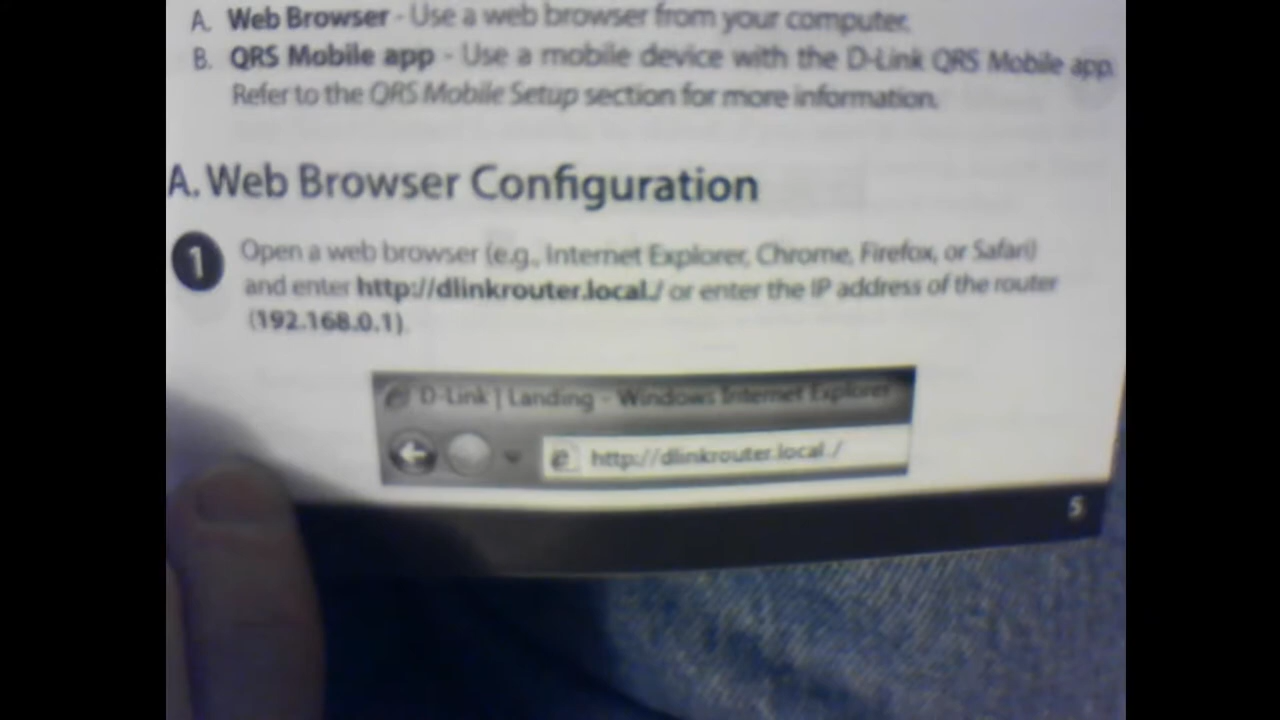 A. Web Browser - Use a web browser from your computer.
B. QRS Mobile app - Use a mobile device with the D-Link QRS Mobile app.
Refer to the QRS Mobile Setup section for more information.
A. Web Browser Configuration
1 Open a web browser (e.g., Internet Explorer, Chrome, Firefox, or Safari)
and enter http://dlinkrouter.local./ or enter the IP address of the router
(192.168.0.1).
D-Link | Landing - Windows Internet Explorer
http://dlinkrouter.local./
5